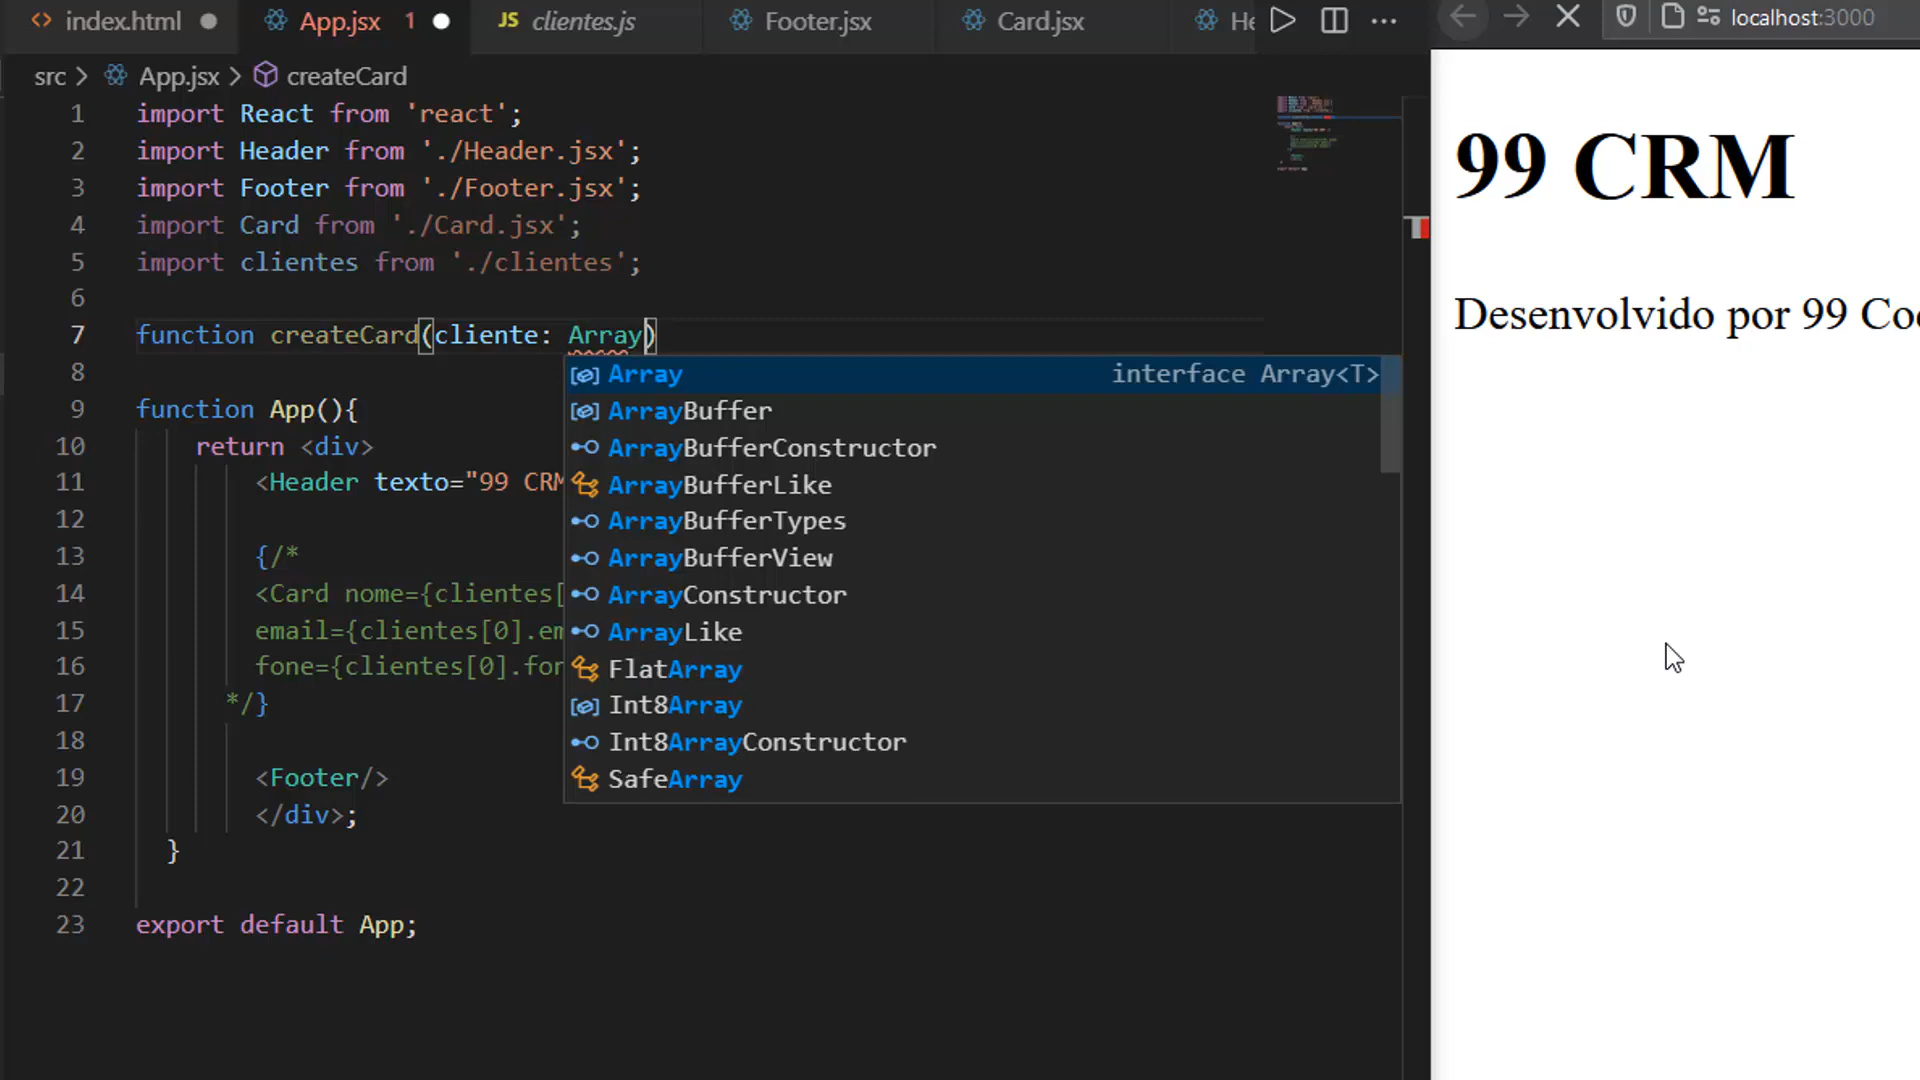 index.html
App.jsx 1
JS clientes.js
Footer.jsx
Card.jsx
He
localhost:3000
src > App.jsx > createCard
1 import React from 'react';
2 import Header from './Header.jsx';
3 import Footer from './Footer.jsx';
4 import Card from './Card.jsx';
5 import clientes from './clientes';
6
7 function createCard(cliente: Array)
8
9 function App(){
10 return <div>
11 <Header texto="99 CRM
12
13 {/*
14 <Card nome={clientes[
15 email={clientes[0].em
16 fone={clientes[0].fon
17 */}
18
19 <Footer/>
20 </div>;
21 }
22
23 export default App;
Array interface Array<T>
ArrayBuffer
ArrayBufferConstructor
ArrayBufferLike
ArrayBufferTypes
ArrayBufferView
ArrayConstructor
ArrayLike
FlatArray
Int8Array
Int8ArrayConstructor
SafeArray
99 CRM
Desenvolvido por 99 Co